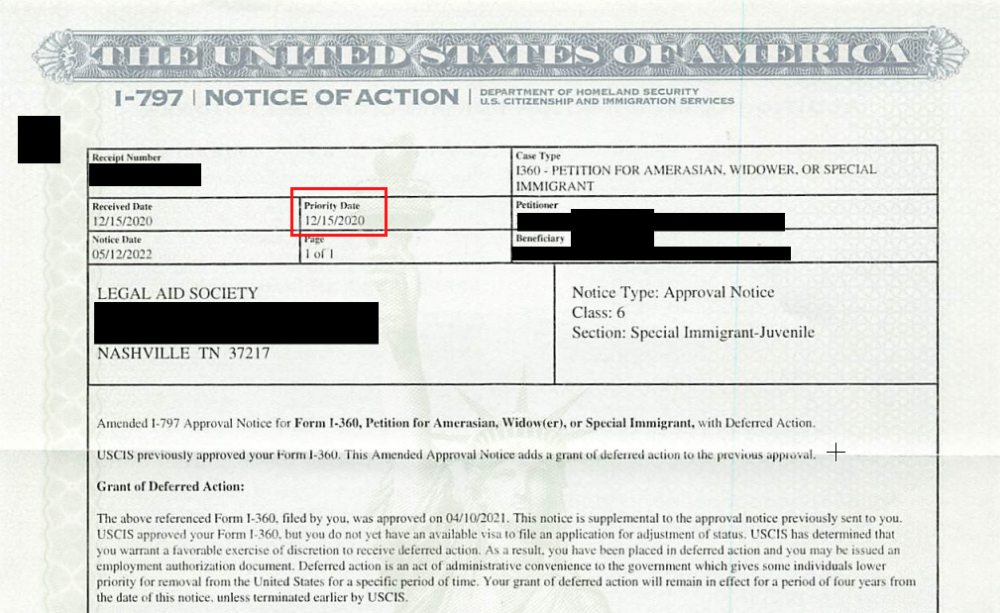 THE UNITED STATES OF AMERICA
I-797 | NOTICE OF ACTION | DEPARTMENT OF HOMELAND SECURITY
U.S. CITIZENSHIP AND IMMIGRATION SERVICES
Receipt Number
Case Type
I360 - PETITION FOR AMERASIAN, WIDOWER, OR SPECIAL
IMMIGRANT
Received Date
12/15/2020
Priority Date
12/15/2020
Petitioner
Notice Date
05/12/2022
Page
1 of 1
Beneficiary
LEGAL AID SOCIETY
NASHVILLE TN 37217
Notice Type: Approval Notice
Class: 6
Section: Special Immigrant-Juvenile
Amended I-797 Approval Notice for Form I-360, Petition for Amerasian, Widow(er), or Special Immigrant, with Deferred Action.
USCIS previously approved your Form I-360. This Amended Approval Notice adds a grant of deferred action to the previous approval.
Grant of Deferred Action:
The above referenced Form I-360, filed by you, was approved on 04/10/2021. This notice is supplemental to the approval notice previously sent to you.
USCIS approved your Form I-360, but you do not yet have an available visa to file an application for adjustment of status. USCIS has determined that
you warrant a favorable exercise of discretion to receive deferred action. As a result, you have been placed in deferred action and you may be issued an
employment authorization document. Deferred action is an act of administrative convenience to the government which gives some individuals lower
priority for removal from the United States for a specific period of time. Your grant of deferred action will remain in effect for a period of four years from
the date of this notice, unless terminated earlier by USCIS.